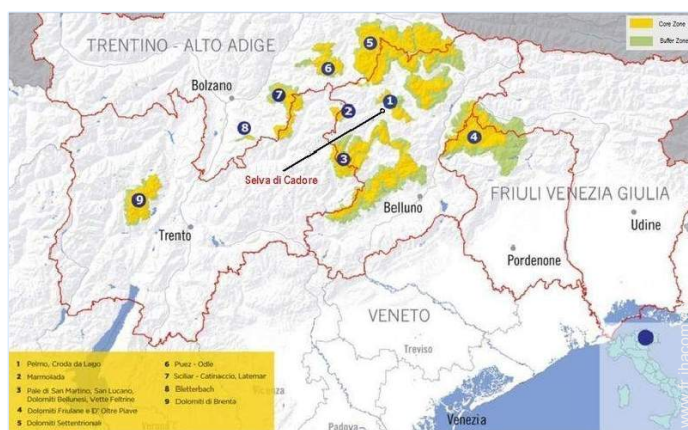 Core Zone
Buffer Zone
TRENTINO - ALTO ADIGE
5
6
Bolzano
7
1
2
8
4
3
Selva di Cadore
9
FRIULI VENEZIA GIULIA
Belluno
Udine
Trento
Pordenone
VENETO
Treviso
Vicenza
Venezia
Padova
1 Pelmo, Croda da Lago
2 Marmolada
3 Pale di San Martino, San Lucano,
Dolomiti Bellunesi, Vette Feltrine
4 Dolomiti Friulane e D' Oltre Piave
5 Dolomiti Settentrionali
6 Puez - Odle
7 Sciliar - Catinaccio, Latemar
8 Bletterbach
9 Dolomiti di Brenta